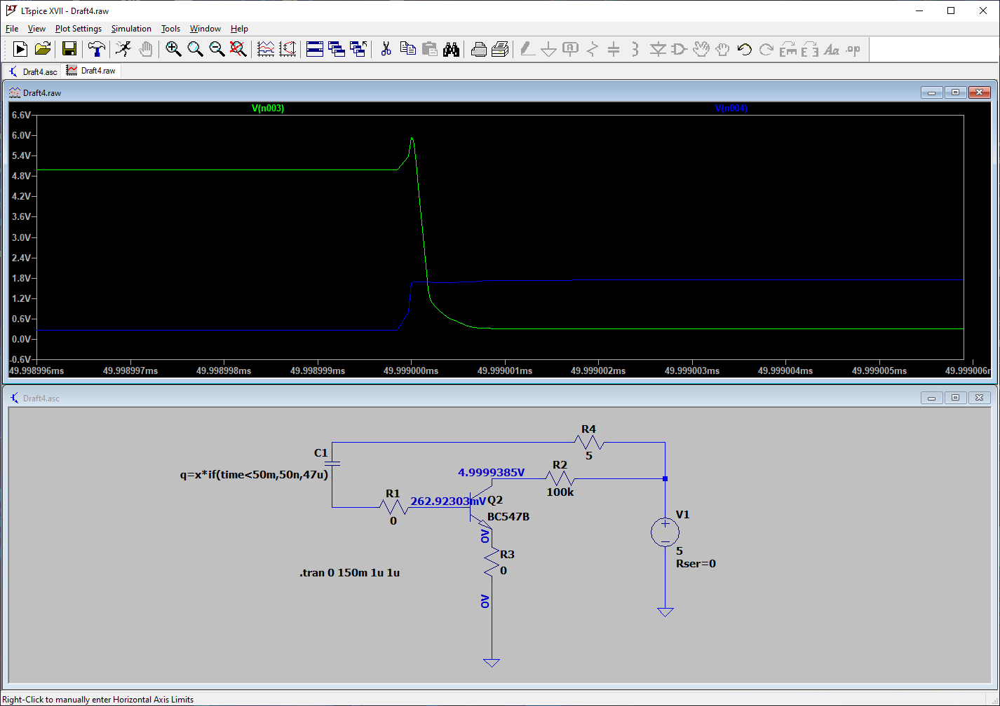 LTspice XVII - Draft4.raw
File View Plot Settings Simulation Tools Window Help
Draft4.asc Draft4.raw
Draft4.raw
V(n003) V(n004)
6.6V
6.0V
5.4V
4.8V
4.2V
3.6V
3.0V
2.4V
1.8V
1.2V
0.6V
0.0V
-0.6V
49.998996ms 49.998997ms 49.998998ms 49.998999ms 49.999000ms 49.999001ms 49.999002ms 49.999003ms 49.999004ms 49.999005ms 49.999006m
Draft4.asc
R4
5
C1
q=x*if(time<50m,50n,47u)
4.9999385V
R2
100k
R1
0
262.92303mV
Q2
BC547B
0V
R3
0
0V
V1
5
Rser=0
.tran 0 150m 1u 1u
Right-Click to manually enter Horizontal Axis Limits